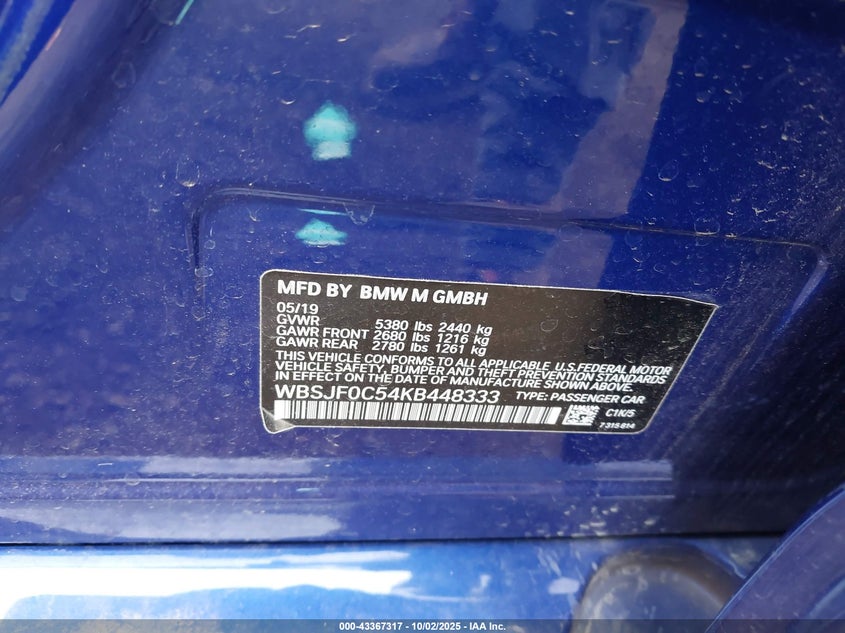 MFD BY BMW M GMBH
05/19
GVWR 5380 lbs 2440 kg
GAWR FRONT 2680 lbs 1216 kg
GAWR REAR 2780 lbs 1261 kg
THIS VEHICLE CONFORMS TO ALL APPLICABLE U.S.FEDERAL MOTOR
VEHICLE SAFETY, BUMPER AND THEFT PREVENTION STANDARDS
IN EFFECT ON THE DATE OF MANUFACTURE SHOWN ABOVE.
WBSJF0C54KB448333 TYPE: PASSENGER CAR
C1K/5
7315814
000-43367317 - 10/02/2025 - IAA Inc.